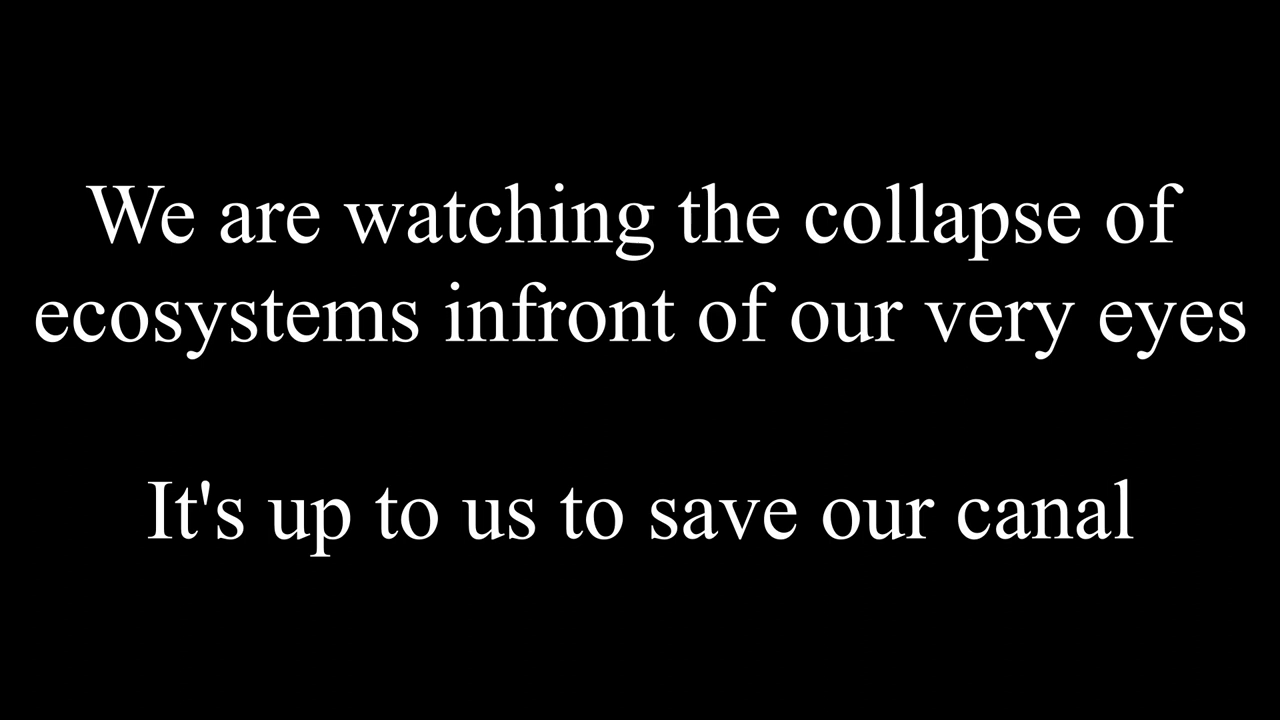 We are watching the collapse of
ecosystems infront of our very eyes
It's up to us to save our canal